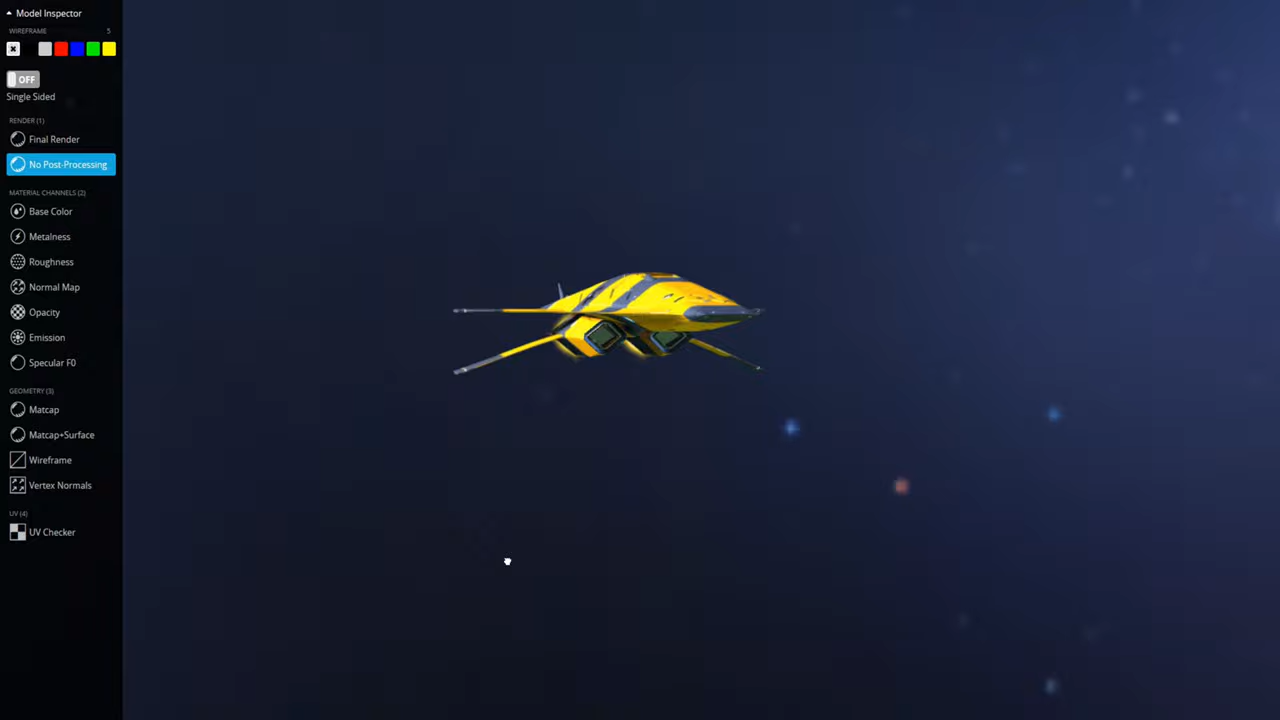 Model Inspector
WIREFRAME 5
OFF
Single Sided
RENDER (1)
Final Render
No Post-Processing
MATERIAL CHANNELS (2)
Base Color
Metalness
Roughness
Normal Map
Opacity
Emission
Specular F0
GEOMETRY (3)
Matcap
Matcap+Surface
Wireframe
Vertex Normals
UV (4)
UV Checker